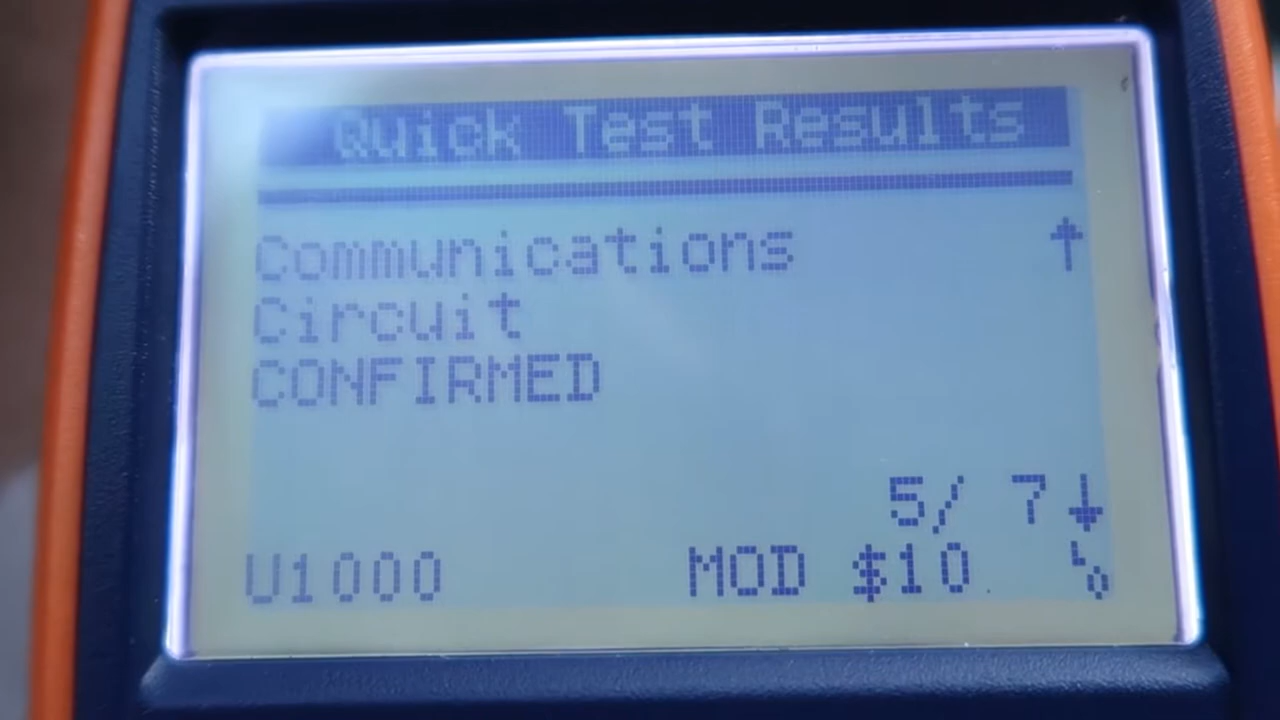 Quick Test Results
Communications
Circuit
CONFIRMED
5/ 7
U1000 MOD $10